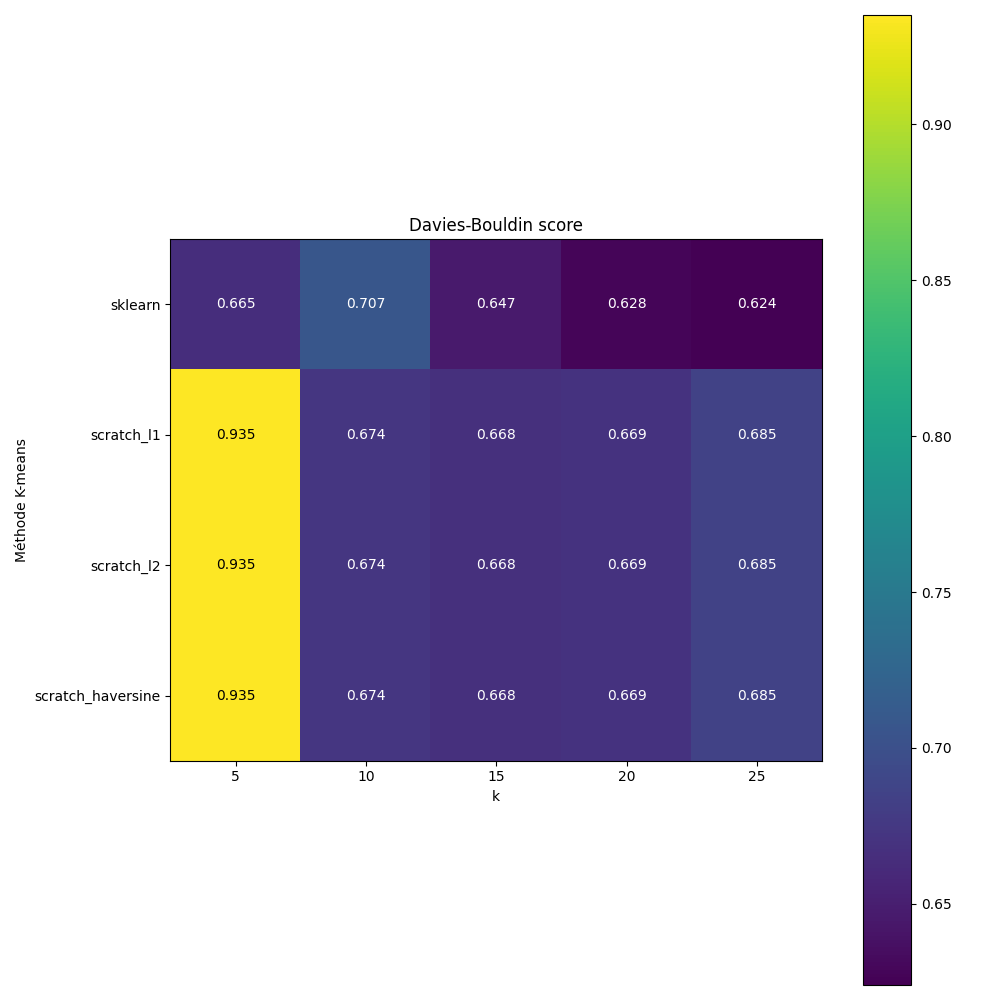 Davies-Bouldin score
sklearn 0.665 0.707 0.647 0.628 0.624
scratch_l1 0.935 0.674 0.668 0.669 0.685
scratch_l2 0.935 0.674 0.668 0.669 0.685
scratch_haversine 0.935 0.674 0.668 0.669 0.685
5 10 15 20 25
k
Méthode K-means
0.90
0.85
0.80
0.75
0.70
0.65